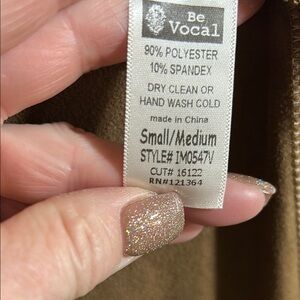 Be
Vocal
90% POLYESTER
10% SPANDEX
DRY CLEAN OR
HAND WASH COLD
made in China
Small/Medium
STYLE# IM0547V
CUT# 16122
RN#121364